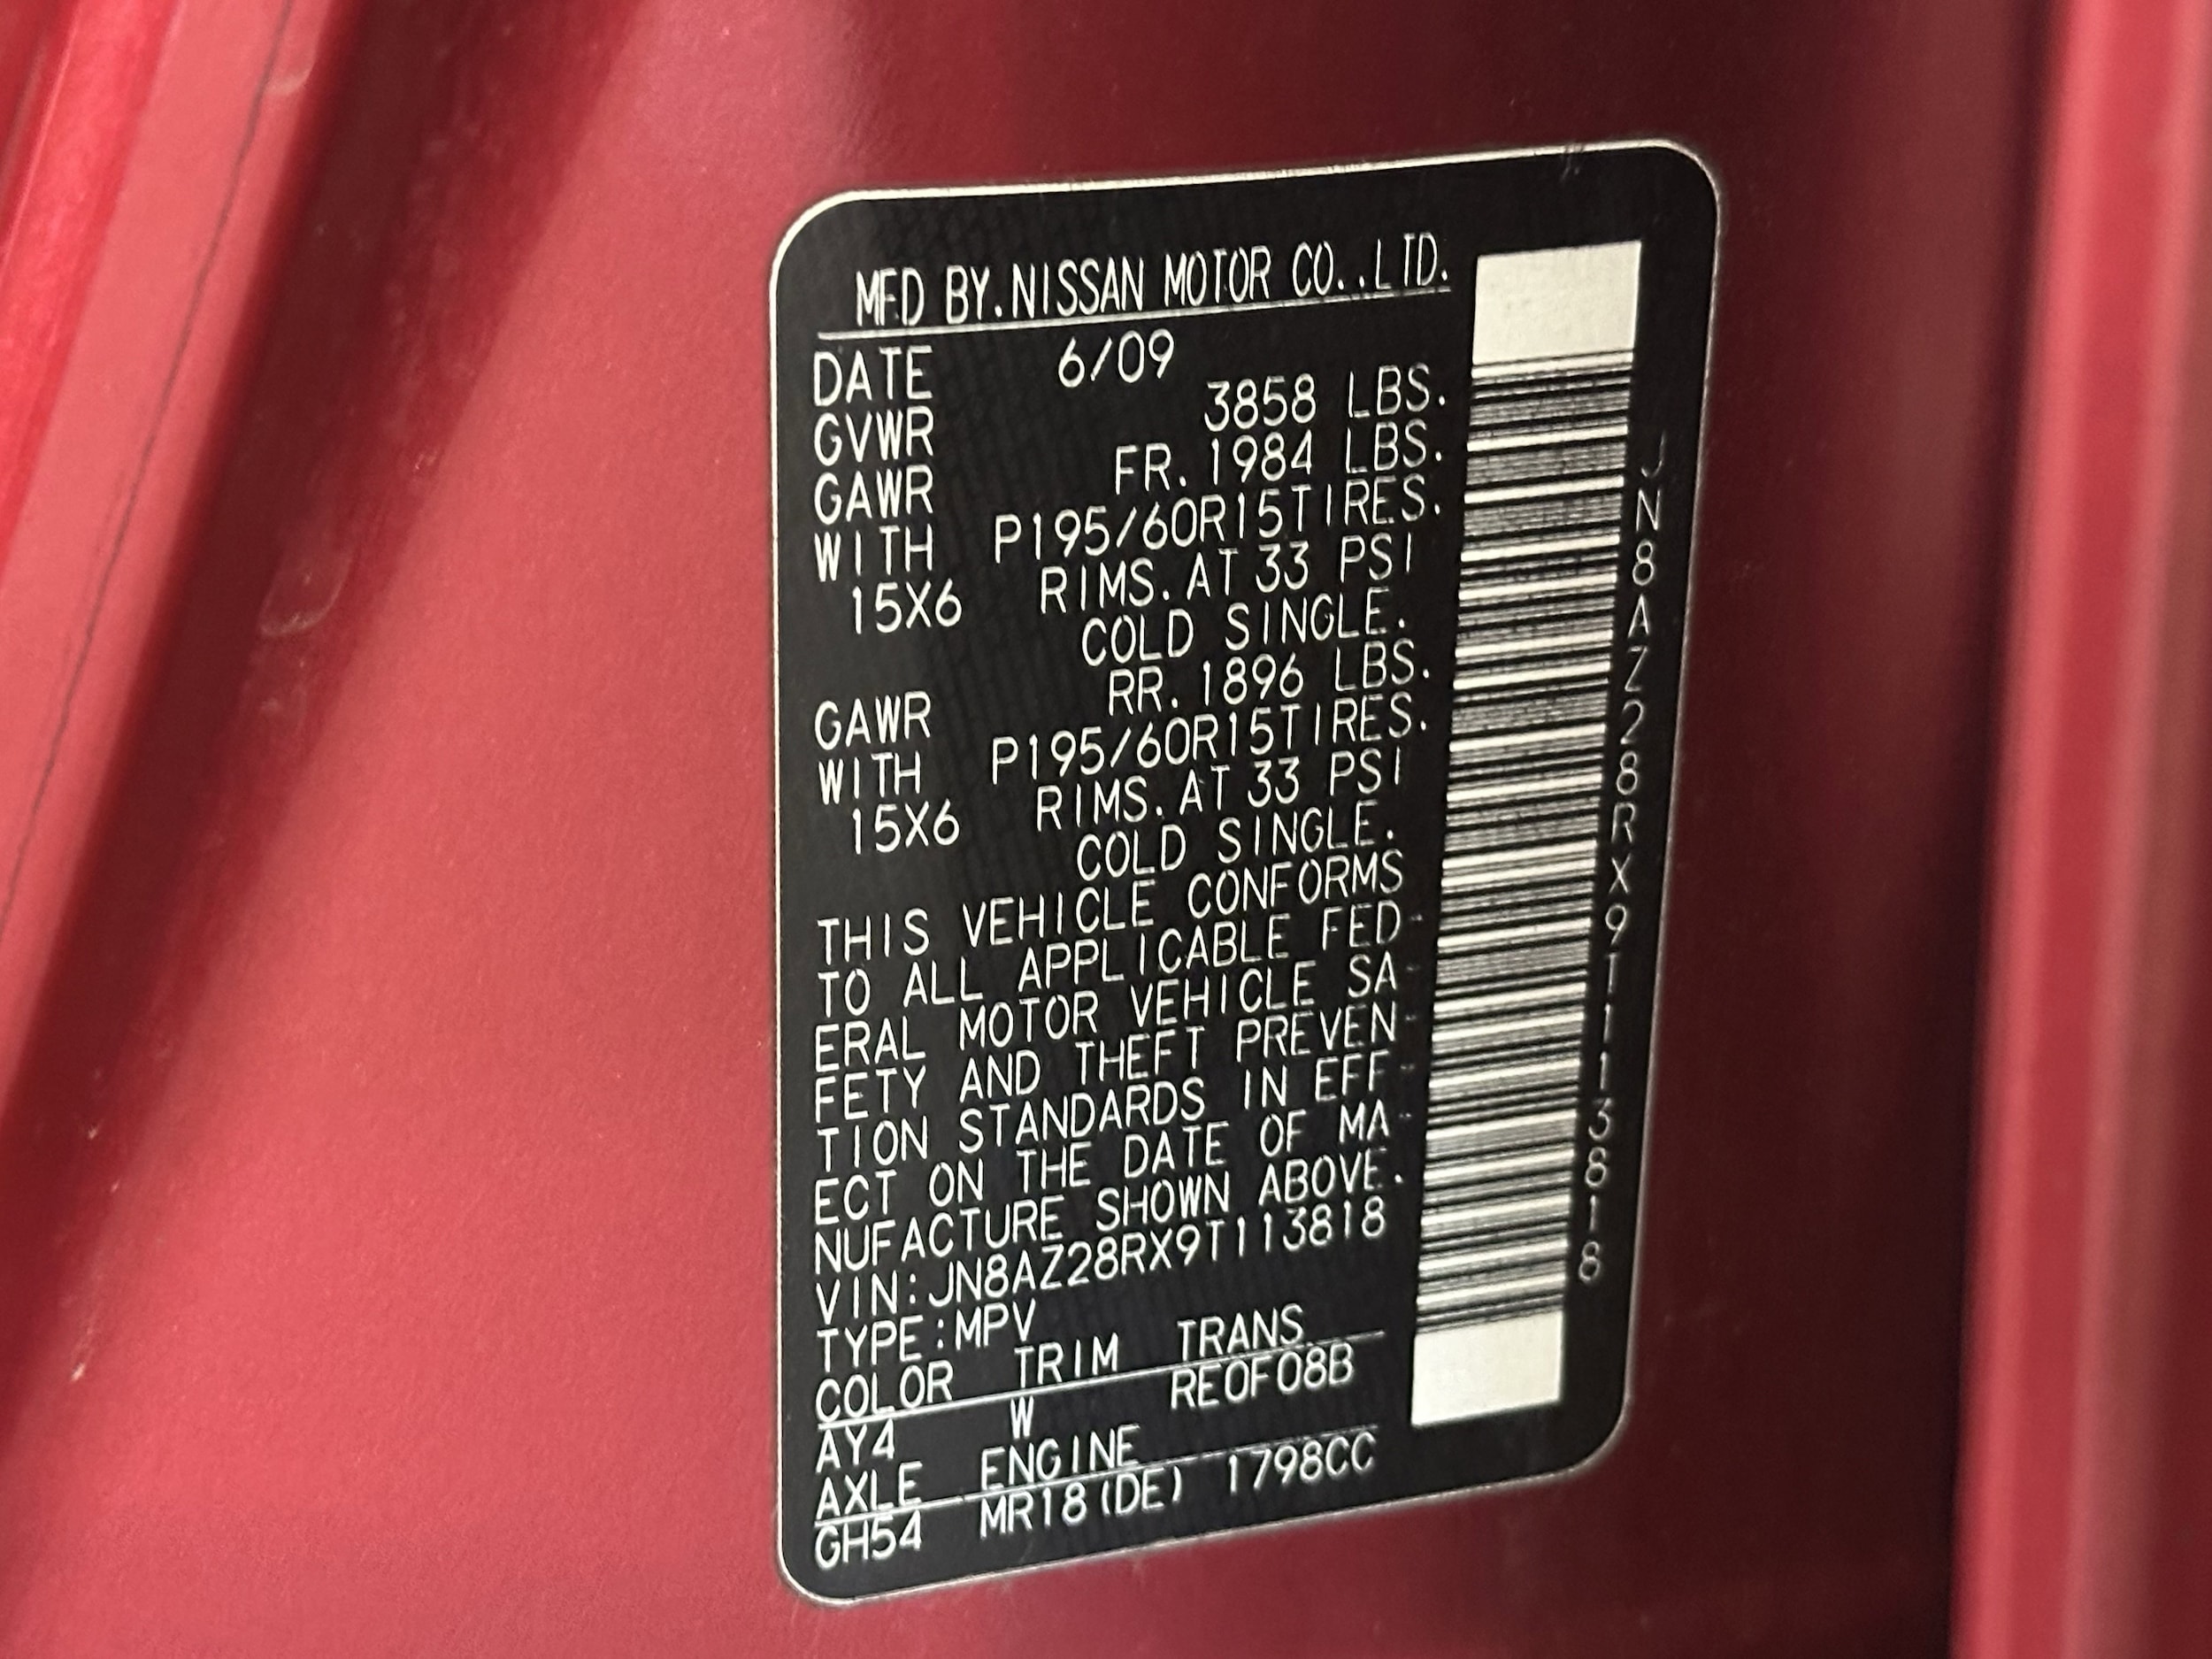 MFD BY.NISSAN MOTOR CO.,LTD.
DATE 6/09
GVWR 3858 LBS.
GAWR FR. 1984 LBS.
WITH P195/60R15TIRES.
15X6 RIMS.AT 33 PSI
COLD SINGLE.
GAWR RR. 1896 LBS.
WITH P195/60R15TIRES.
15X6 RIMS.AT 33 PSI
COLD SINGLE.
THIS VEHICLE CONFORMS
TO ALL APPLICABLE FED-
ERAL MOTOR VEHICLE SA-
FETY AND THEFT PREVEN-
TION STANDARDS IN EFF-
ECT ON THE DATE OF MA-
NUFACTURE SHOWN ABOVE.
VIN:JN8AZ28RX9T113818
TYPE:MPV
COLOR TRIM TRANS
AY4 W RE0F08B
AXLE ENGINE
GH54 MR18(DE) 1798CC
JN8AZ28RX9T113818